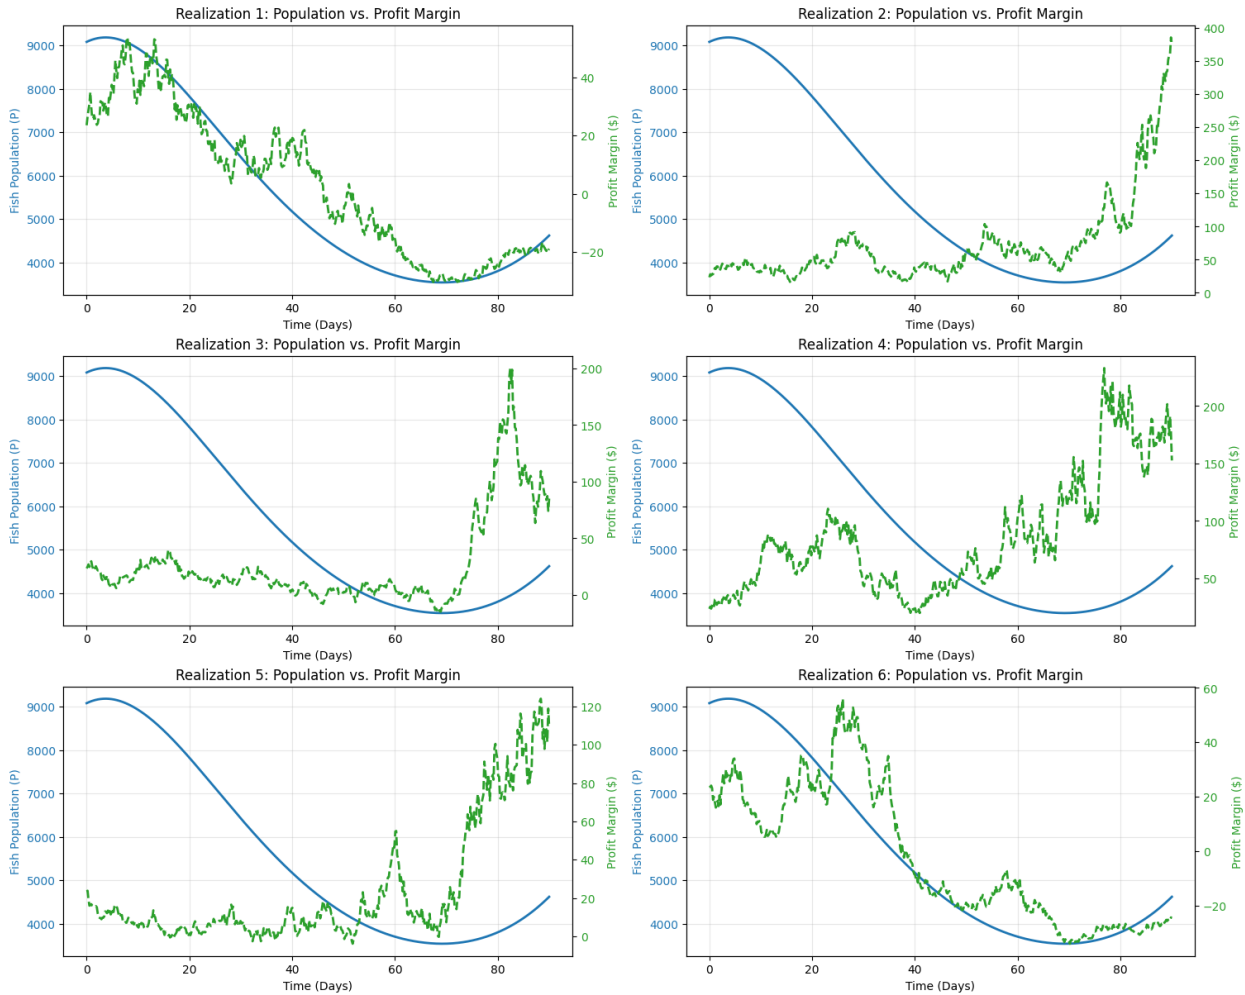 Realization 1: Population vs. Profit Margin
Fish Population (P)
9000
8000
7000
6000
5000
4000
40
20
0
−20
Profit Margin ($)
0 20 40 60 80
Time (Days)
Realization 2: Population vs. Profit Margin
Fish Population (P)
9000
8000
7000
6000
5000
4000
400
350
300
250
200
150
100
50
0
Profit Margin ($)
0 20 40 60 80
Time (Days)
Realization 3: Population vs. Profit Margin
Fish Population (P)
9000
8000
7000
6000
5000
4000
200
150
100
50
0
Profit Margin ($)
0 20 40 60 80
Time (Days)
Realization 4: Population vs. Profit Margin
Fish Population (P)
9000
8000
7000
6000
5000
4000
200
150
100
50
Profit Margin ($)
0 20 40 60 80
Time (Days)
Realization 5: Population vs. Profit Margin
Fish Population (P)
9000
8000
7000
6000
5000
4000
120
100
80
60
40
20
0
Profit Margin ($)
0 20 40 60 80
Time (Days)
Realization 6: Population vs. Profit Margin
Fish Population (P)
9000
8000
7000
6000
5000
4000
60
40
20
0
−20
Profit Margin ($)
0 20 40 60 80
Time (Days)